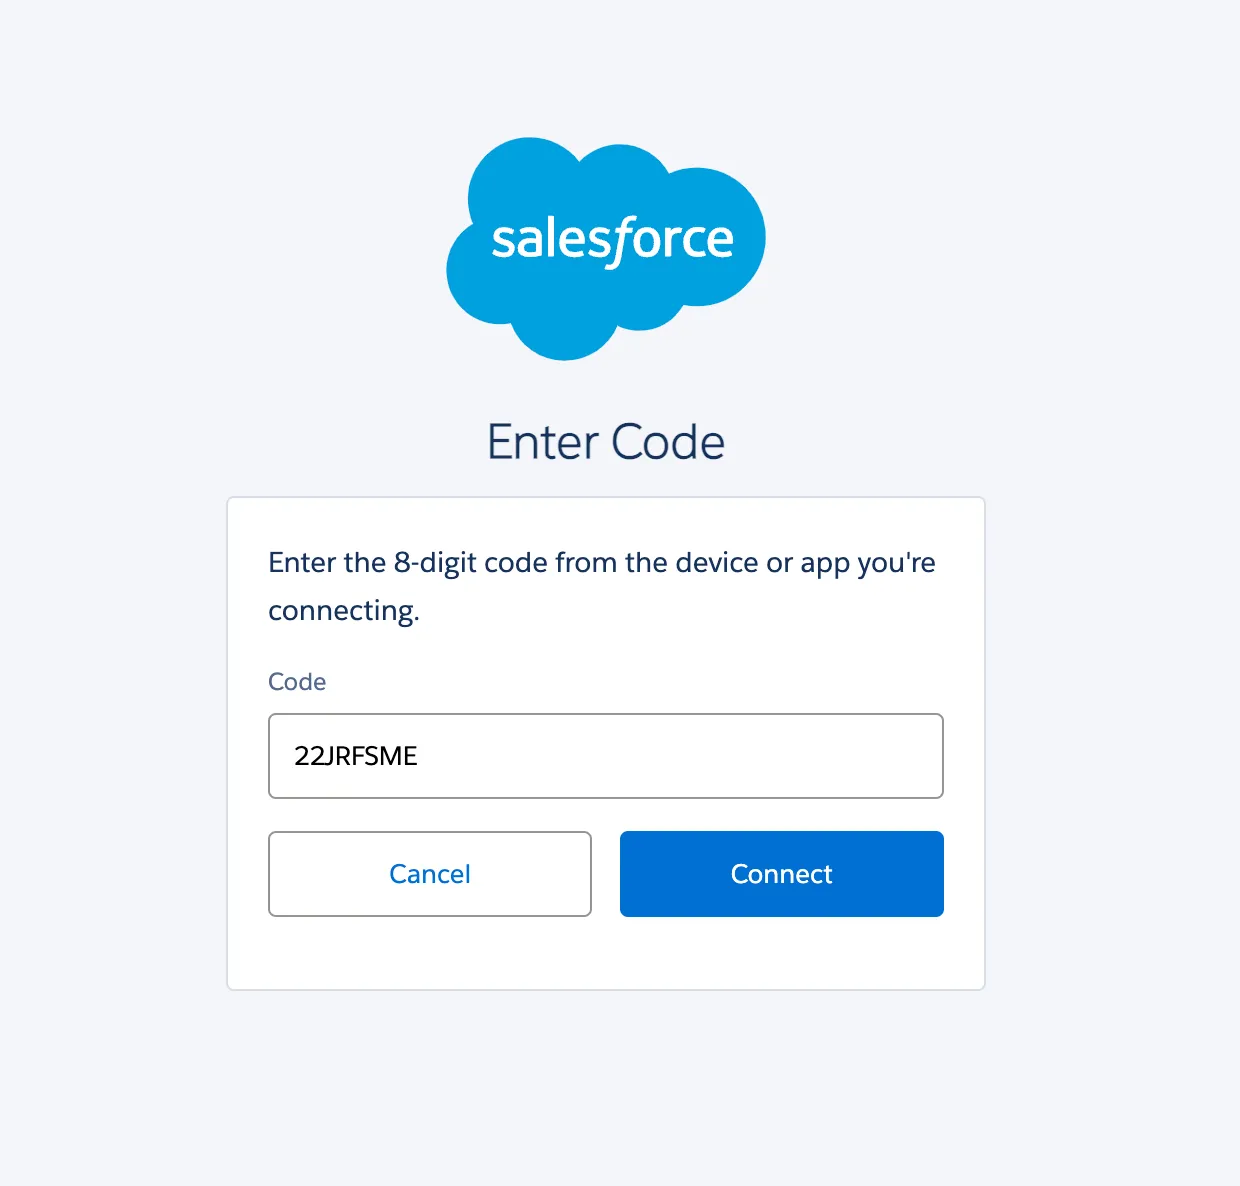 salesforce
Enter Code
Enter the 8-digit code from the device or app you're
connecting.
Code
22JRFSME
Cancel
Connect